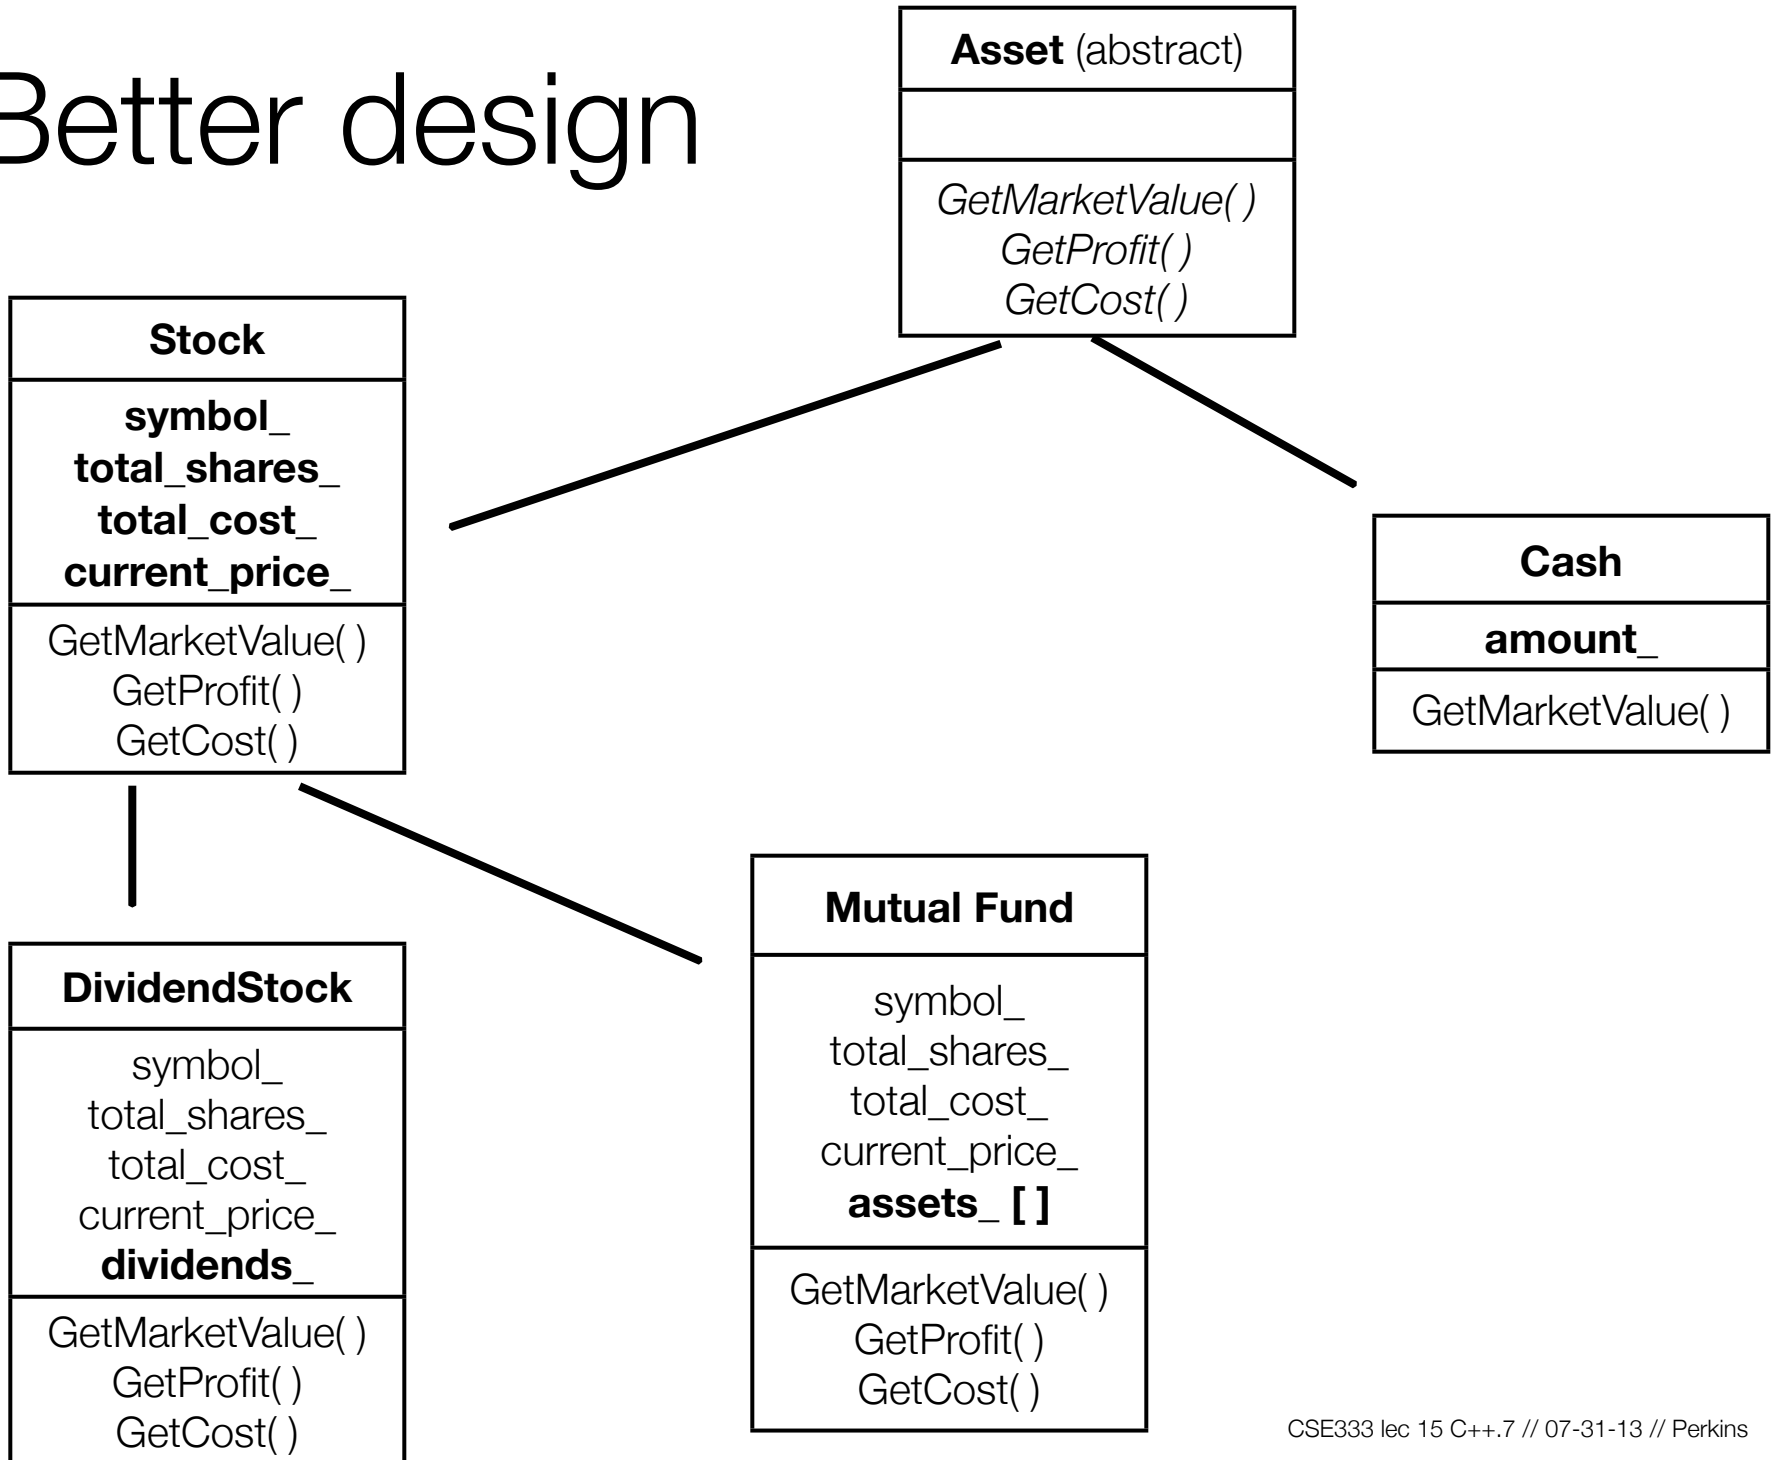 Better design
Asset (abstract)
GetMarketValue( )
GetProfit( )
GetCost( )
Stock
symbol_
total_shares_
total_cost_
current_price_
GetMarketValue( )
GetProfit( )
GetCost( )
Cash
amount_
GetMarketValue( )
DividendStock
symbol_
total_shares_
total_cost_
current_price_
dividends_
GetMarketValue( )
GetProfit( )
GetCost( )
Mutual Fund
symbol_
total_shares_
total_cost_
current_price_
assets_ [ ]
GetMarketValue( )
GetProfit( )
GetCost( )
CSE333 lec 15 C++.7 // 07-31-13 // Perkins